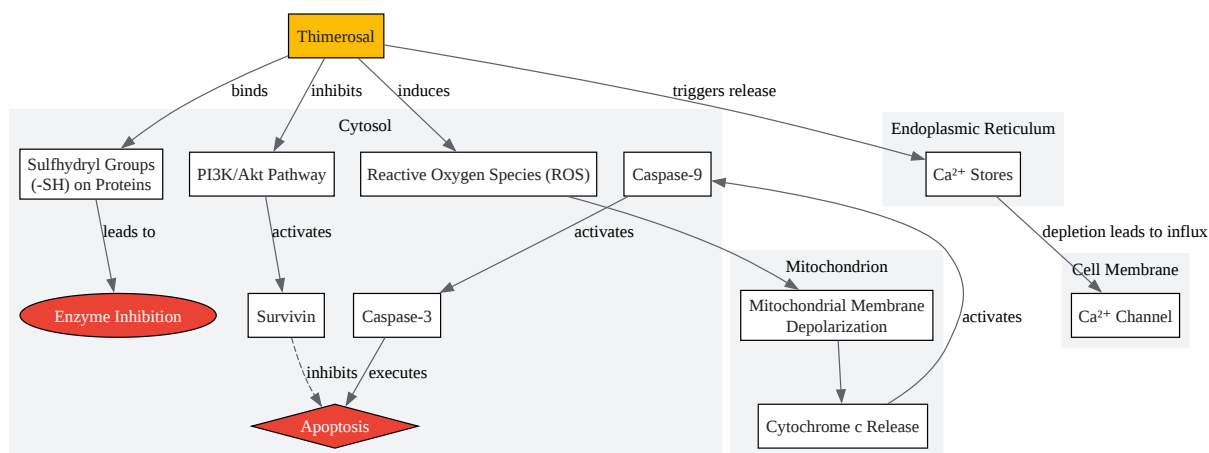 Thimerosal
binds
inhibits
induces
triggers release
Cytosol
Endoplasmic Reticulum
Sulfhydryl Groups
(-SH) on Proteins
PI3K/Akt Pathway
Reactive Oxygen Species (ROS)
Caspase-9
Ca²⁺ Stores
leads to
activates
activates
depletion leads to influx
Mitochondrion
Cell Membrane
Enzyme Inhibition
Survivin
Caspase-3
Mitochondrial Membrane
Depolarization
Ca²⁺ Channel
activates
inhibits
executes
Apoptosis
Cytochrome c Release